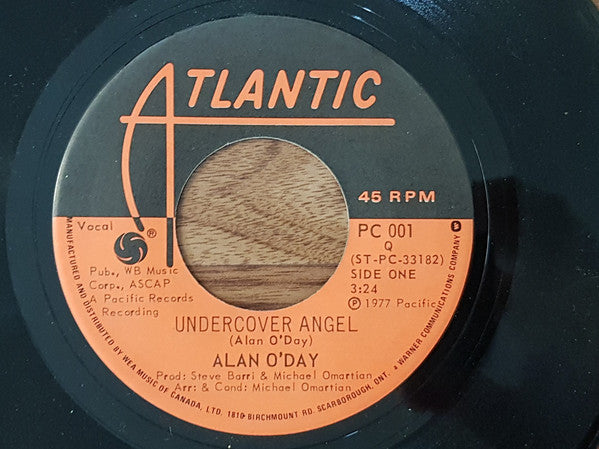 ATLANTIC
®
45 RPM
Vocal
Pub., WB Music
Corp., ASCAP
A Pacific Records
Recording
PC 001
Q
(ST-PC-33182)
SIDE ONE
3:24
℗ 1977 Pacific
UNDERCOVER ANGEL
(Alan O'Day)
ALAN O'DAY
Prod: Steve Barri & Michael Omartian
Arr: & Cond: Michael Omartian
MANUFACTURED AND DISTRIBUTED BY WEA MUSIC OF CANADA, LTD. 1810 BIRCHMOUNT RD. SCARBOROUGH, ONT. A WARNER COMMUNICATIONS COMPANY